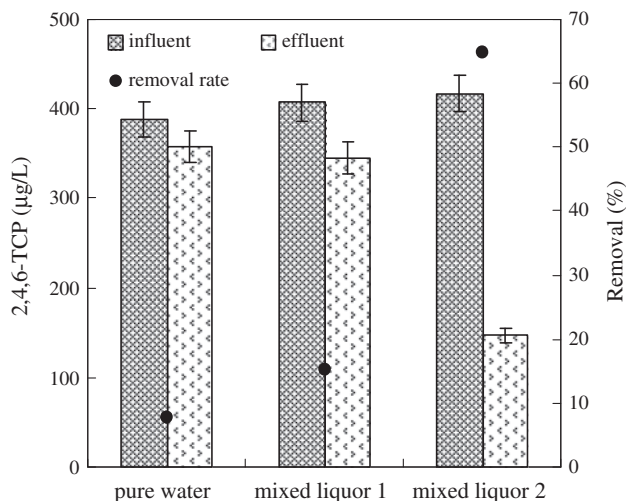 500
400
300
200
100
0
2,4,6-TCP (µg/L)
influent
effluent
removal rate
70
60
50
40
30
20
10
0
Removal (%)
pure water
mixed liquor 1
mixed liquor 2